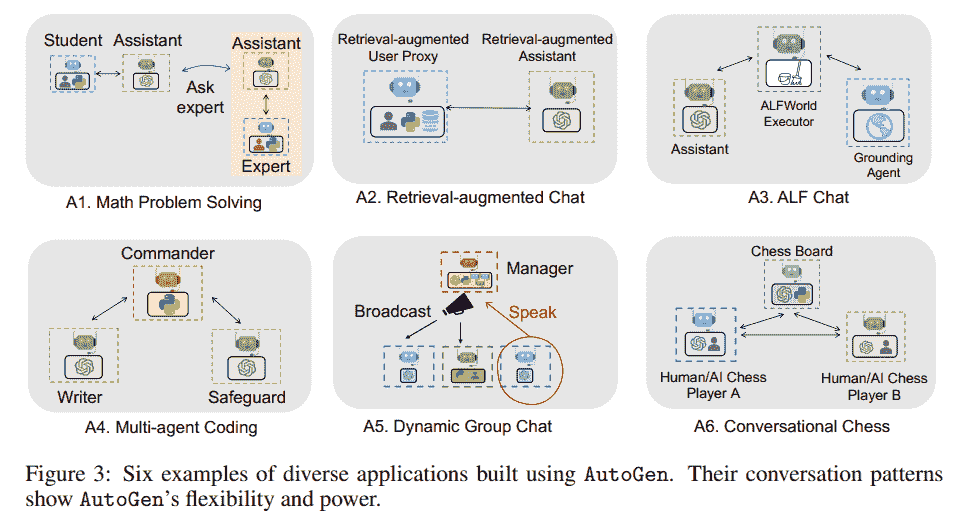 Student
Assistant
Assistant
Ask
expert
Expert
A1. Math Problem Solving
Retrieval-augmented
User Proxy
Retrieval-augmented
Assistant
A2. Retrieval-augmented Chat
Assistant
ALFWorld
Executor
Grounding
Agent
A3. ALF Chat
Commander
Writer
Safeguard
A4. Multi-agent Coding
Manager
Broadcast
Speak
A5. Dynamic Group Chat
Chess Board
Human/AI Chess
Player A
Human/AI Chess
Player B
A6. Conversational Chess
Figure 3: Six examples of diverse applications built using AutoGen. Their conversation patterns
show AutoGen's flexibility and power.